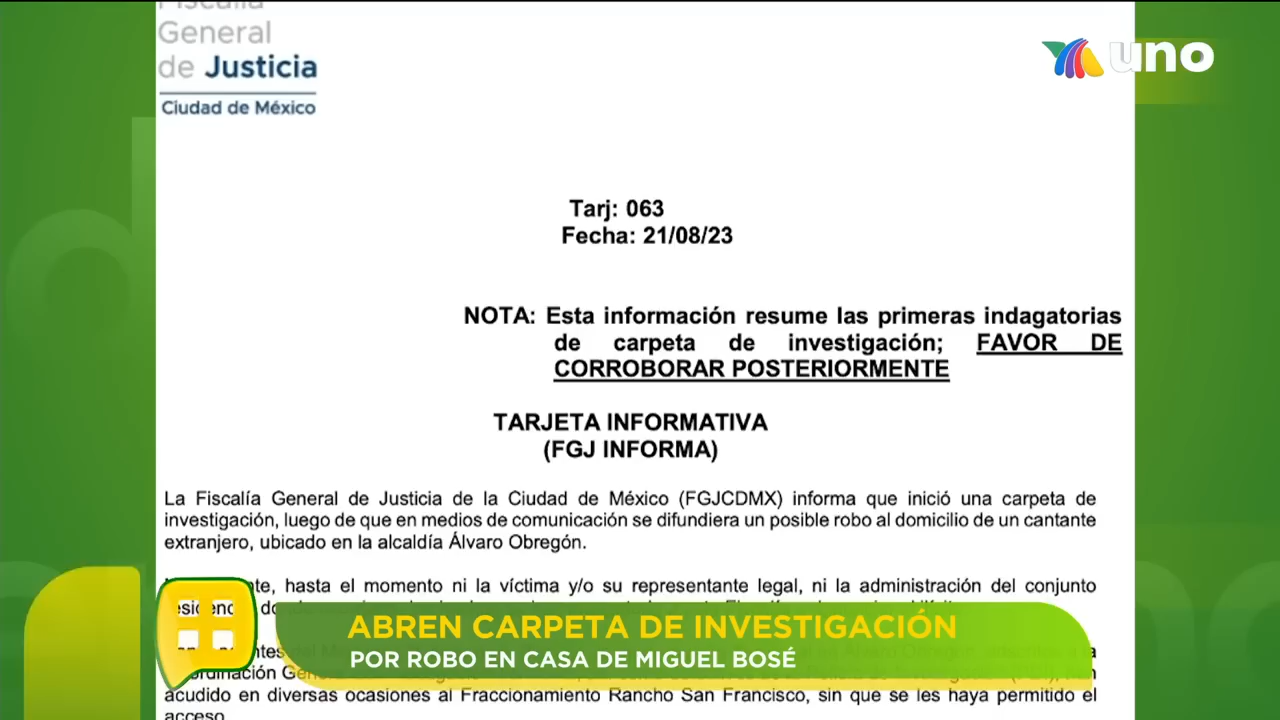 Fiscalía
General
de Justicia
Ciudad de México
uno
Tarj: 063
Fecha: 21/08/23
NOTA: Esta información resume las primeras indagatorias
de carpeta de investigación; FAVOR DE
CORROBORAR POSTERIORMENTE
TARJETA INFORMATIVA
(FGJ INFORMA)
La Fiscalía General de Justicia de la Ciudad de México (FGJCDMX) informa que inició una carpeta de
investigación, luego de que en medios de comunicación se difundiera un posible robo al domicilio de un cantante
extranjero, ubicado en la alcaldía Álvaro Obregón.
hasta el momento ni la víctima y/o su representante legal, ni la administración del conjunto
acudido en diversas ocasiones al Fraccionamiento Rancho San Francisco, sin que se les haya permitido el
acceso
ABREN CARPETA DE INVESTIGACIÓN
POR ROBO EN CASA DE MIGUEL BOSÉ